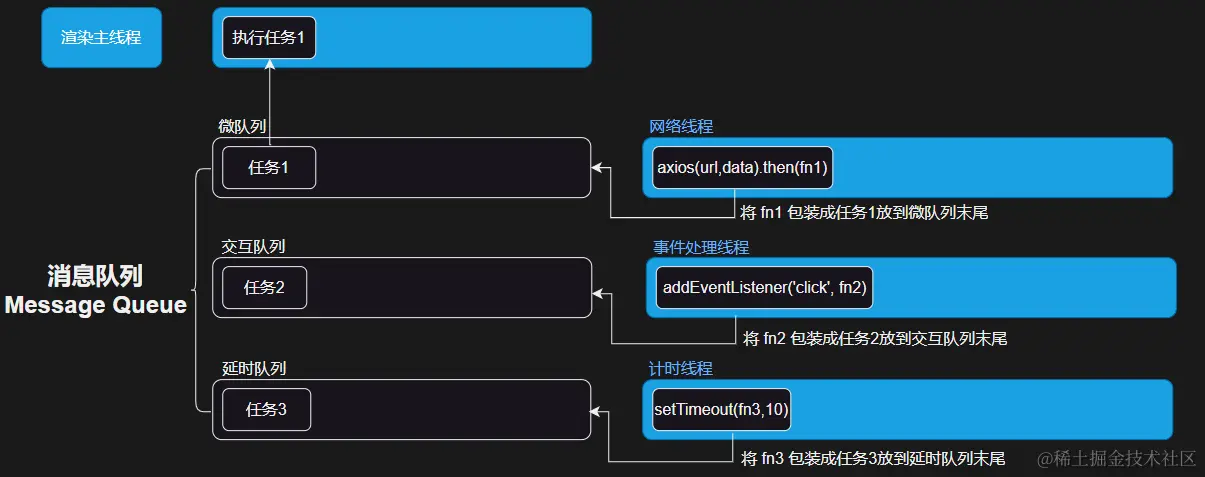 渲染主线程
执行任务1
微队列
任务1
网络线程
axios(url,data).then(fn1)
将 fn1 包装成任务1放到微队列末尾
消息队列
Message Queue
交互队列
任务2
事件处理线程
addEventListener('click', fn2)
将 fn2 包装成任务2放到交互队列末尾
延时队列
任务3
计时线程
setTimeout(fn3,10)
将 fn3 包装成任务3放到延时队列末尾
@稀土掘金技术社区